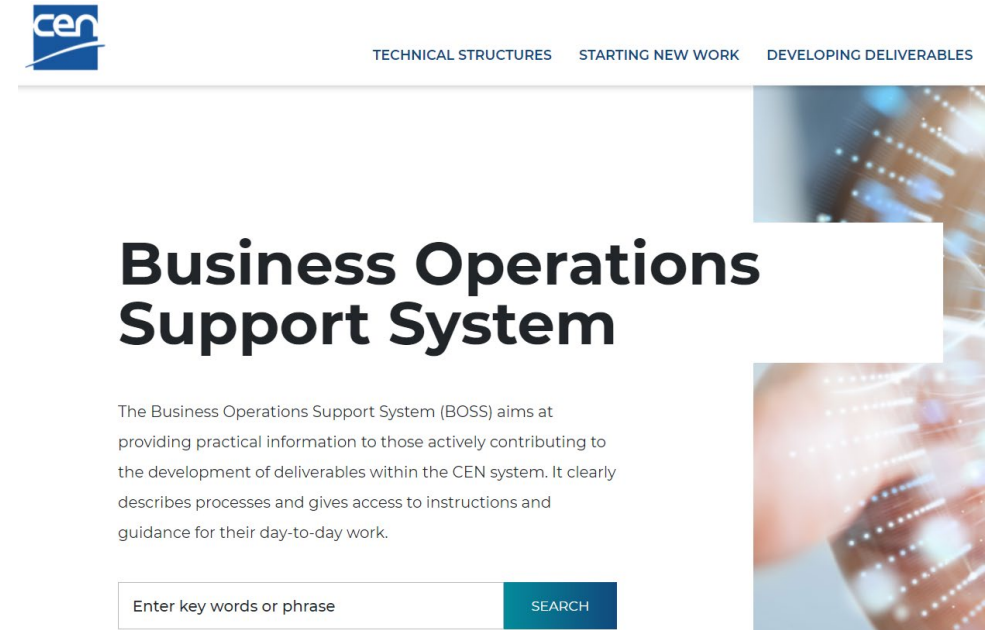 cen
TECHNICAL STRUCTURES STARTING NEW WORK DEVELOPING DELIVERABLES
Business Operations
Support System
The Business Operations Support System (BOSS) aims at
providing practical information to those actively contributing to
the development of deliverables within the CEN system. It clearly
describes processes and gives access to instructions and
guidance for their day-to-day work.
Enter key words or phrase SEARCH